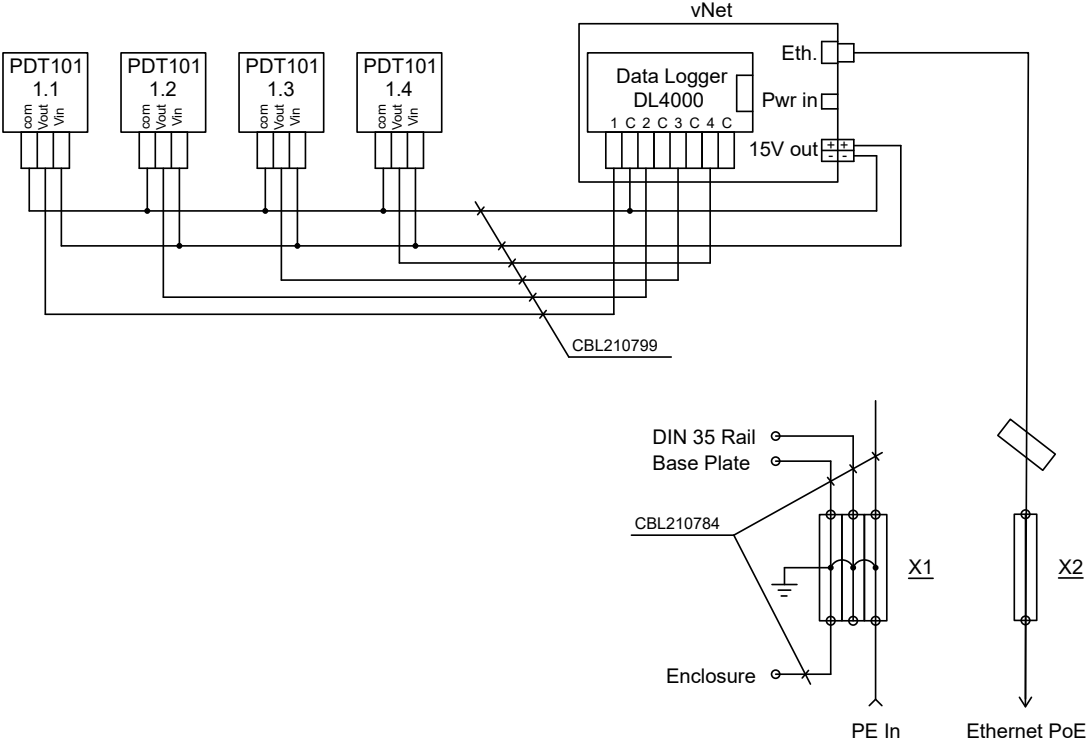 vNet
PDT101
1.1
com
Vout
Vin
PDT101
1.2
com
Vout
Vin
PDT101
1.3
com
Vout
Vin
PDT101
1.4
com
Vout
Vin
Data Logger
DL4000
1 C 2 C 3 C 4 C
Eth.
Pwr in
15V out
+ +
- -
CBL210799
DIN 35 Rail
Base Plate
CBL210784
X1
X2
Enclosure
PE In
Ethernet PoE